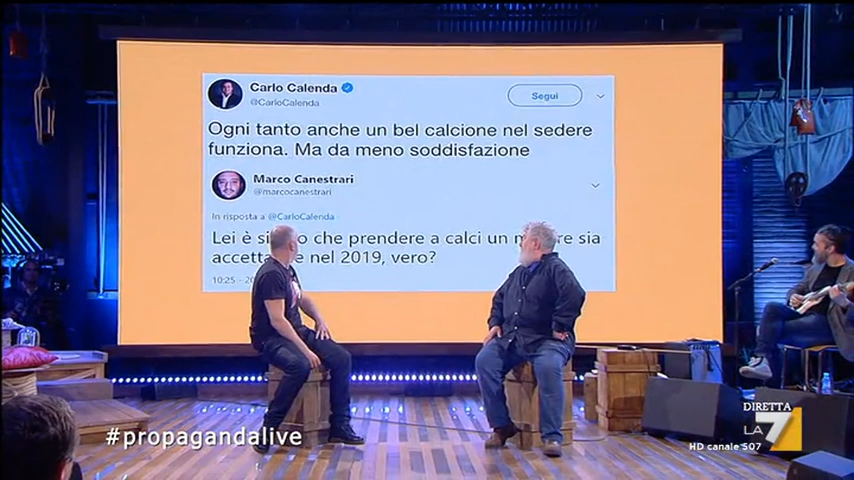 Carlo Calenda
@CarloCalenda
Segui
Ogni tanto anche un bel calcione nel sedere
funziona. Ma da meno soddisfazione
Marco Canestrari
@marcocanestrari
In risposta a @CarloCalenda
Lei è che prendere a calci un sia
nel 2019, vero?
10:25
#propagandalive
DIRETTA
LA7
HD canale 507